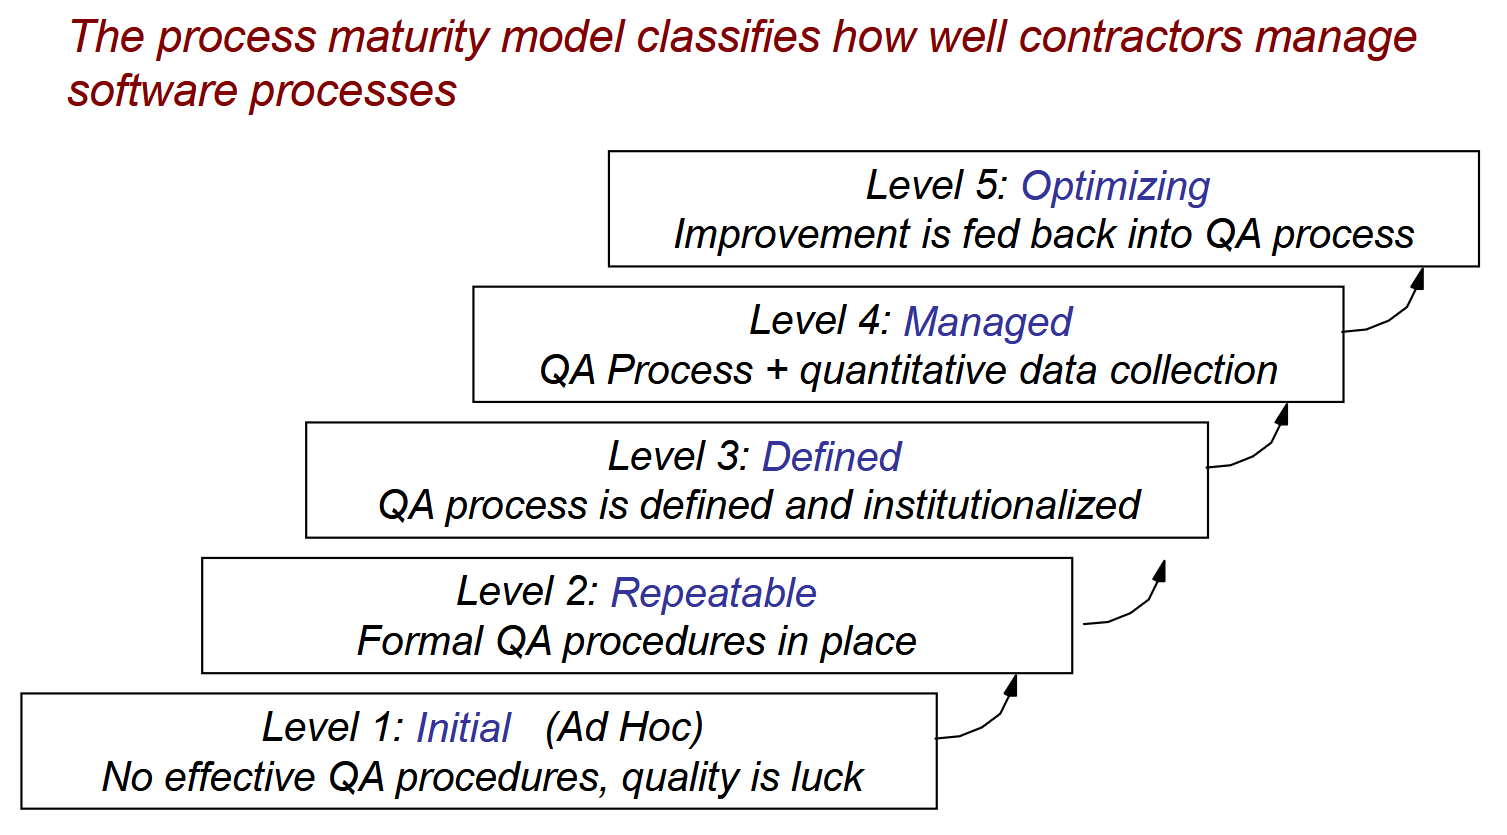 The process maturity model classifies how well contractors manage
software processes
Level 5: Optimizing
Improvement is fed back into QA process
Level 4: Managed
QA Process + quantitative data collection
Level 3: Defined
QA process is defined and institutionalized
Level 2: Repeatable
Formal QA procedures in place
Level 1: Initial (Ad Hoc)
No effective QA procedures, quality is luck